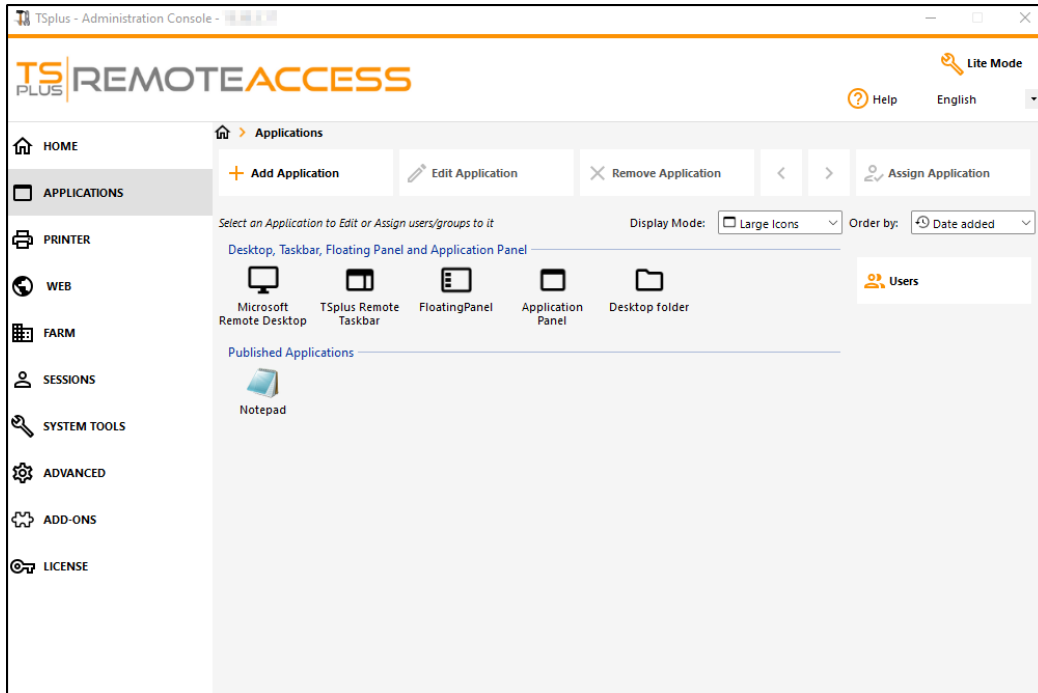 TSplus - Administration Console -
TS PLUS REMOTEACCESS
Lite Mode
Help
English
HOME
APPLICATIONS
PRINTER
WEB
FARM
SESSIONS
SYSTEM TOOLS
ADVANCED
ADD-ONS
LICENSE
Applications
Add Application
Edit Application
Remove Application
Assign Application
Select an Application to Edit or Assign users/groups to it
Display Mode:
Large Icons
Order by:
Date added
Desktop, Taskbar, Floating Panel and Application Panel
Microsoft
Remote Desktop
TSplus Remote
Taskbar
FloatingPanel
Application
Panel
Desktop folder
Users
Published Applications
Notepad